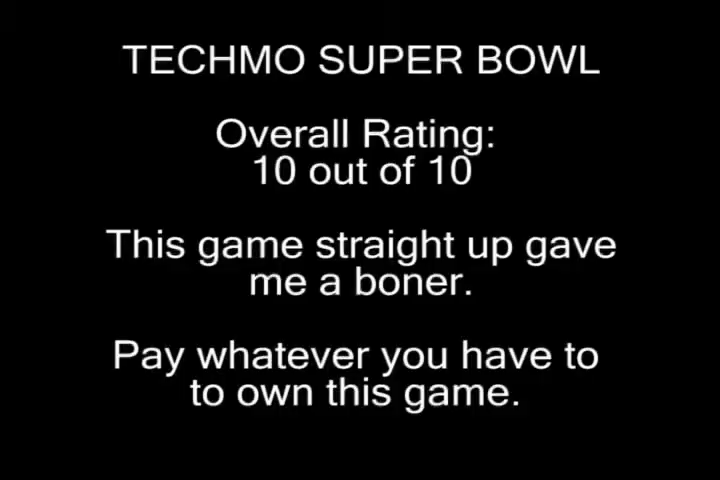 TECHMO SUPER BOWL
Overall Rating:
10 out of 10
This game straight up gave
me a boner.
Pay whatever you have to
to own this game.